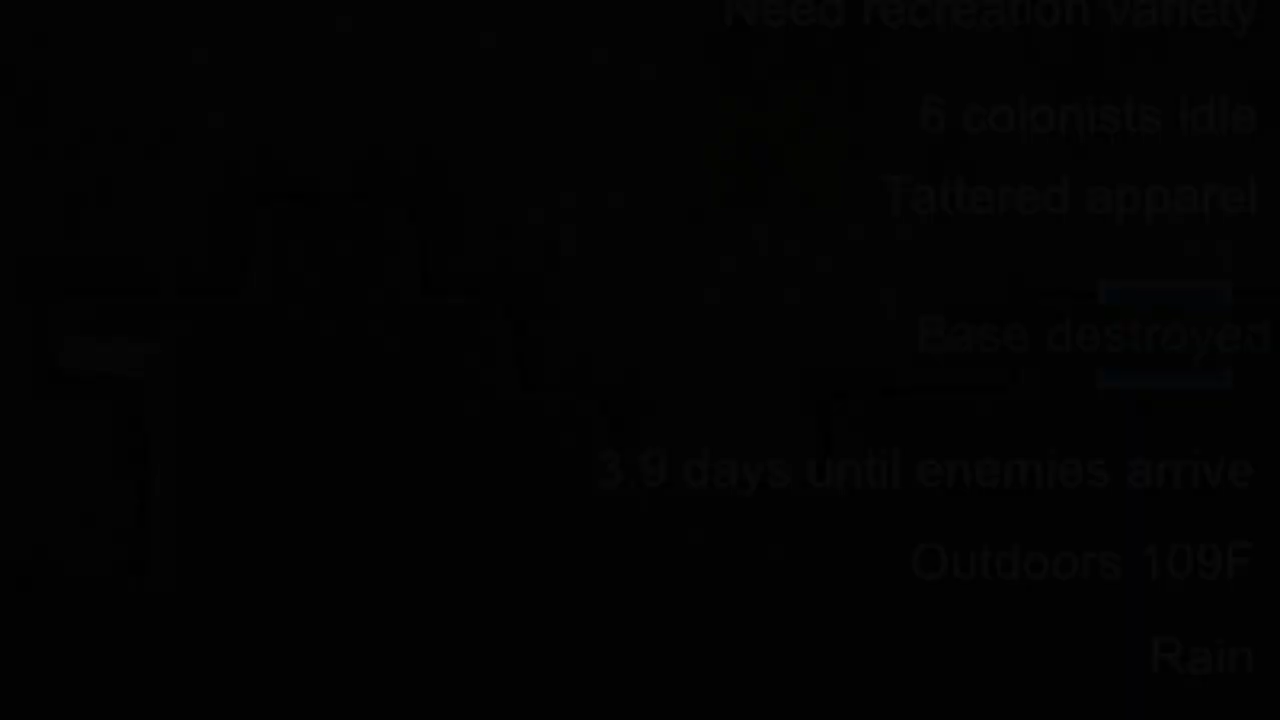 Need recreation variety
6 colonists idle
Tattered apparel
Base destroyed
3.9 days until enemies arrive
Outdoors 109F
Rain